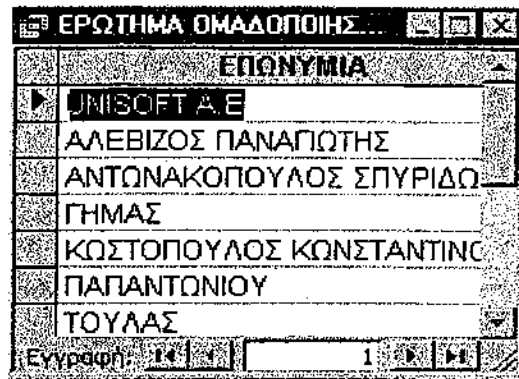 ΕΡΩΤΗΜΑ ΟΜΑΔΟΠΟΙΗΣ...
ΕΠΩΝΥΜΙΑ
UNISOFT A.E
ΑΛΕΒΙΖΟΣ ΠΑΝΑΓΙΩΤΗΣ
ΑΝΤΩΝΑΚΟΠΟΥΛΟΣ ΣΠΥΡΙΔΩ
ΓΗΜΑΣ
ΚΩΣΤΟΠΟΥΛΟΣ ΚΩΝΣΤΑΝΤΙΝΟ
ΠΑΠΑΝΤΩΝΙΟΥ
ΤΟΥΛΑΣ
Εγγραφή: 1